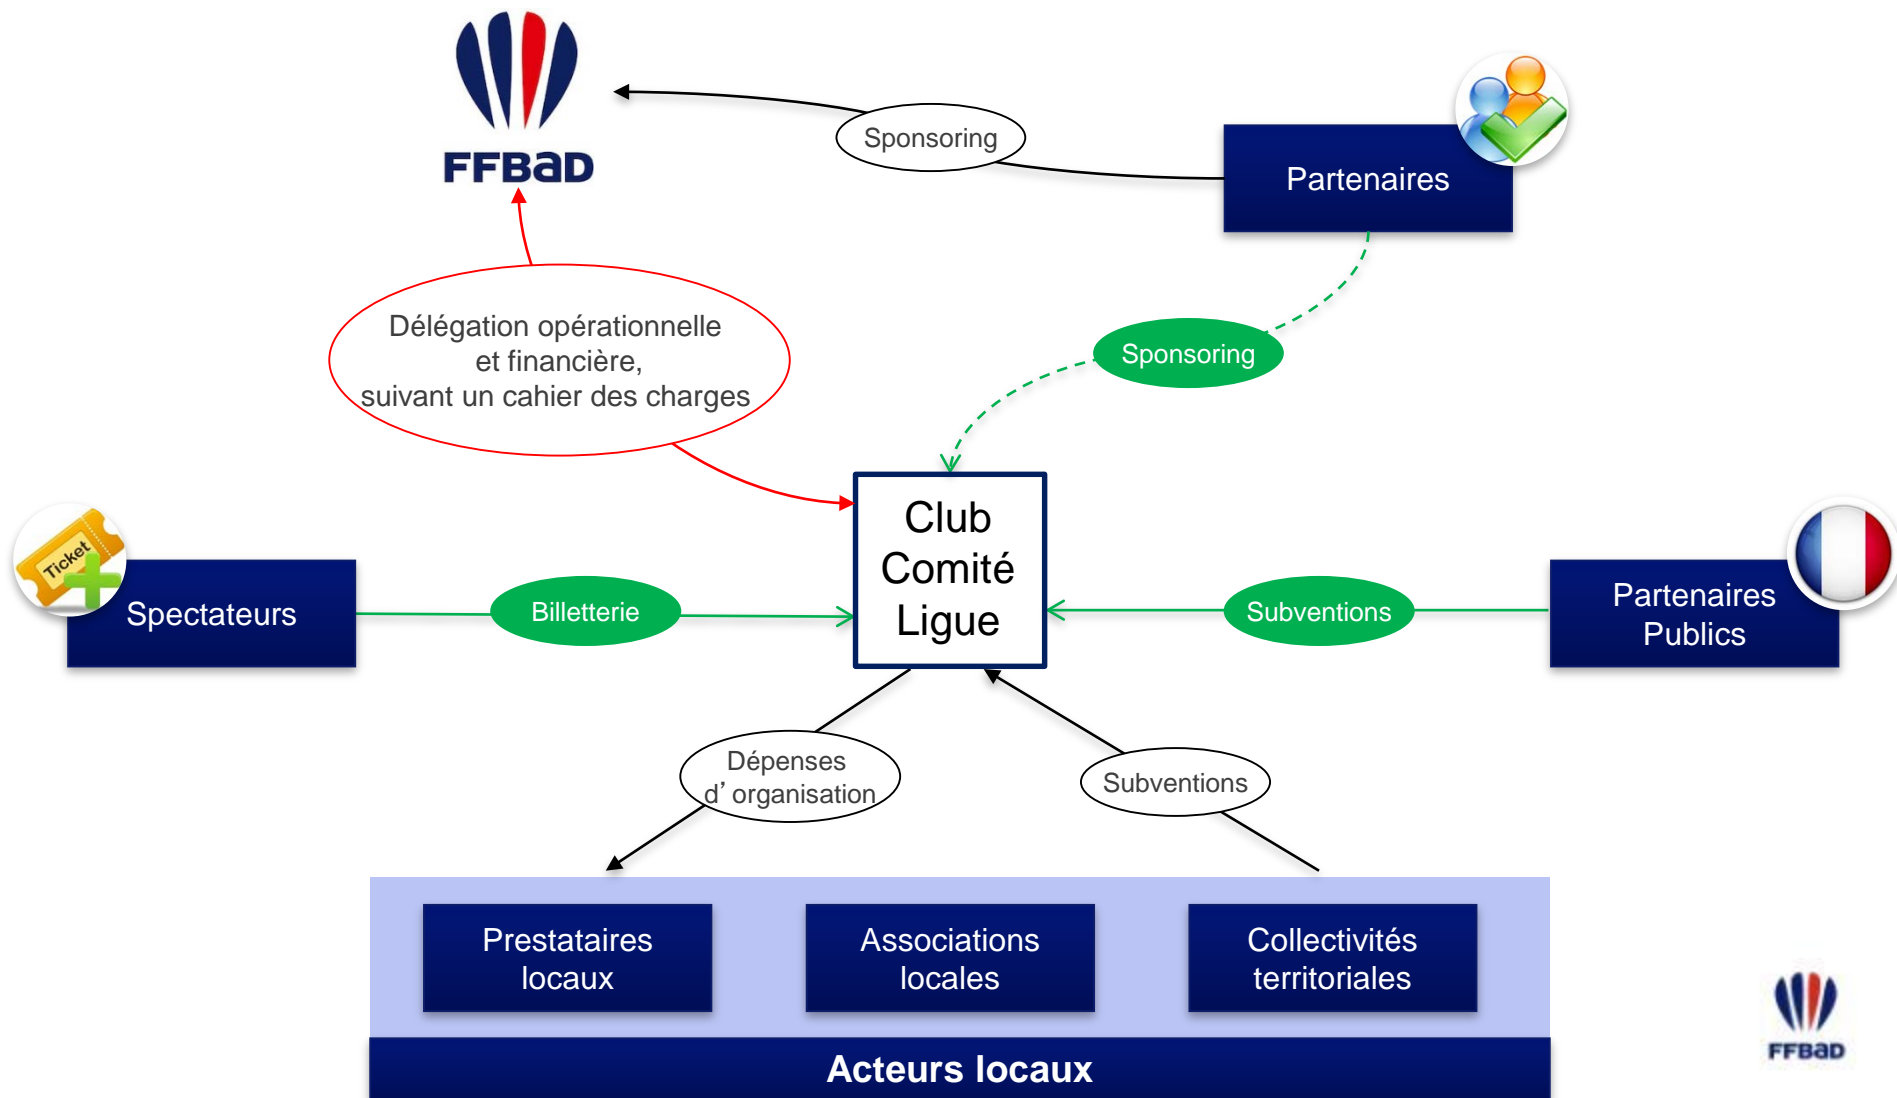 FFBaD
Sponsoring
Partenaires
Délégation opérationnelle
et financière,
suivant un cahier des charges
Sponsoring
Club
Comité
Ligue
Ticket
Spectateurs
Billetterie
Subventions
Partenaires
Publics
Dépenses
d’ organisation
Subventions
Prestataires
locaux
Associations
locales
Collectivités
territoriales
Acteurs locaux
FFBaD